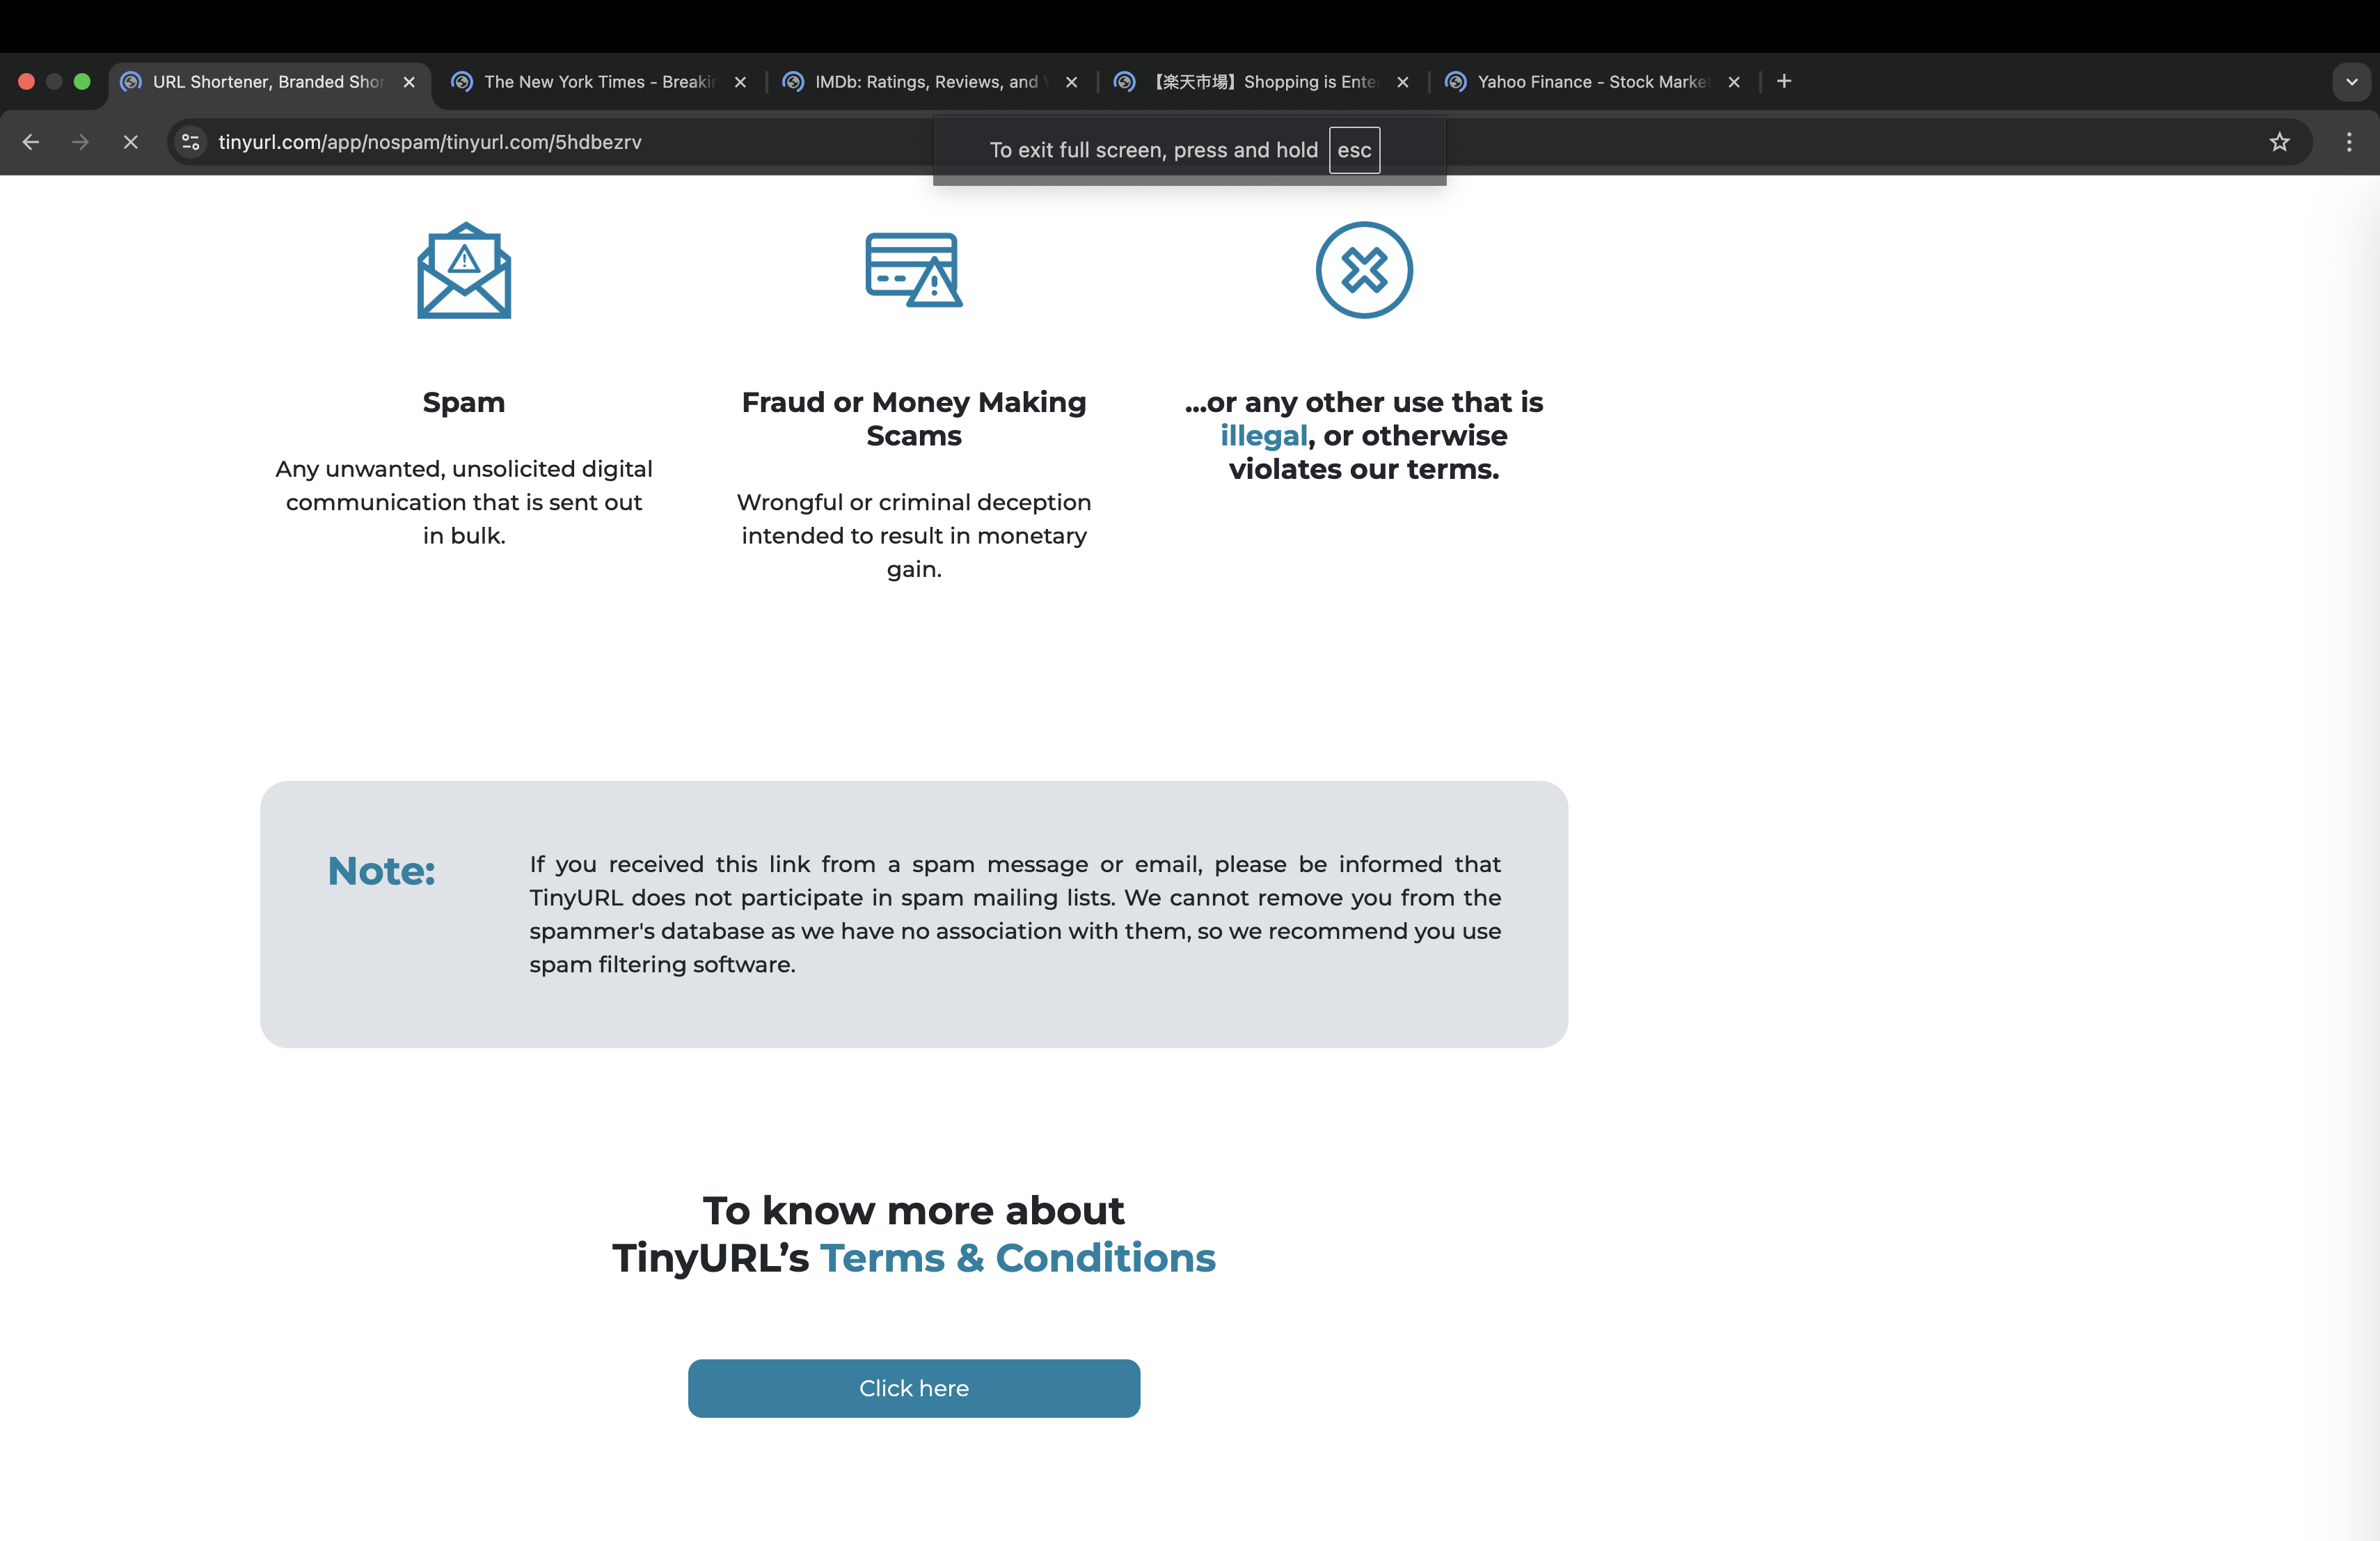 URL Shortener, Branded Shor
The New York Times - Breakin
IMDb: Ratings, Reviews, and
【楽天市場】Shopping is Ente
Yahoo Finance - Stock Market
tinyurl.com/app/nospam/tinyurl.com/5hdbezrv
To exit full screen, press and hold esc
Spam
Any unwanted, unsolicited digital
communication that is sent out
in bulk.
Fraud or Money Making
Scams
Wrongful or criminal deception
intended to result in monetary
gain.
...or any other use that is
illegal, or otherwise
violates our terms.
Note:
If you received this link from a spam message or email, please be informed that
TinyURL does not participate in spam mailing lists. We cannot remove you from the
spammer's database as we have no association with them, so we recommend you use
spam filtering software.
To know more about
TinyURL’s Terms & Conditions
Click here